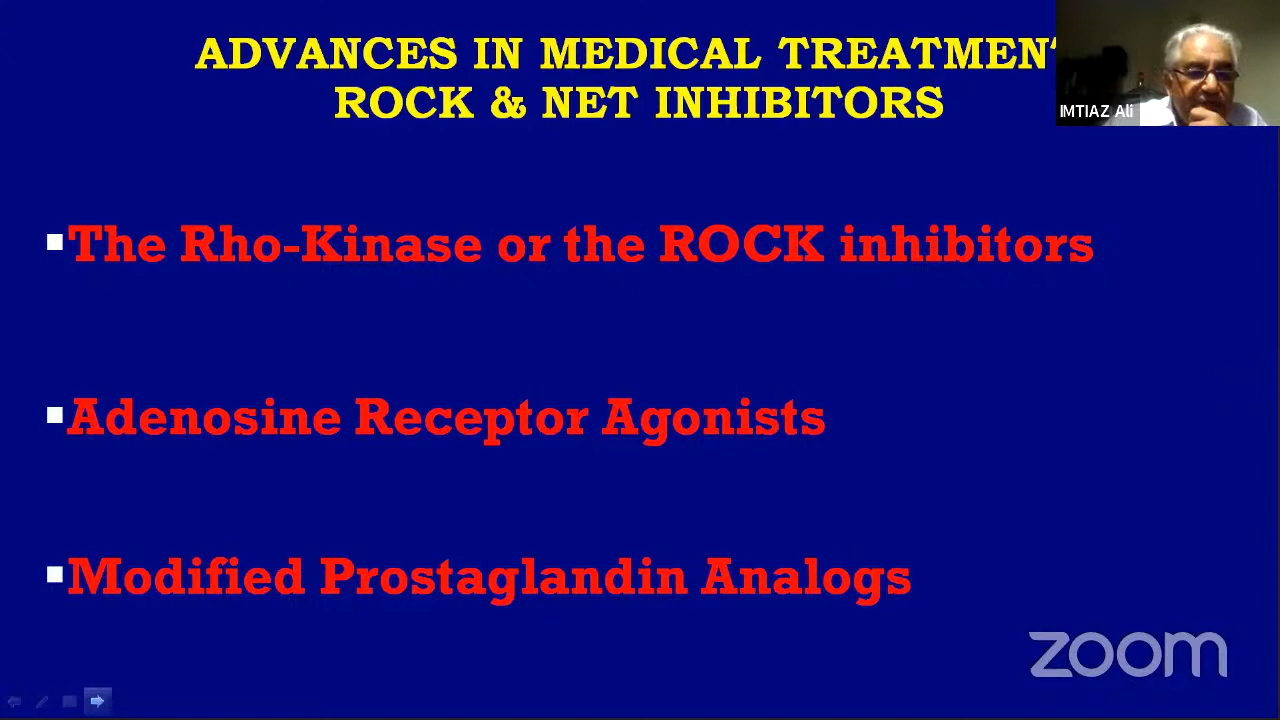 ADVANCES IN MEDICAL TREATMENT
ROCK & NET INHIBITORS
IMTIAZ Ali
▪The Rho-Kinase or the ROCK inhibitors
▪Adenosine Receptor Agonists
▪Modified Prostaglandin Analogs
zoom